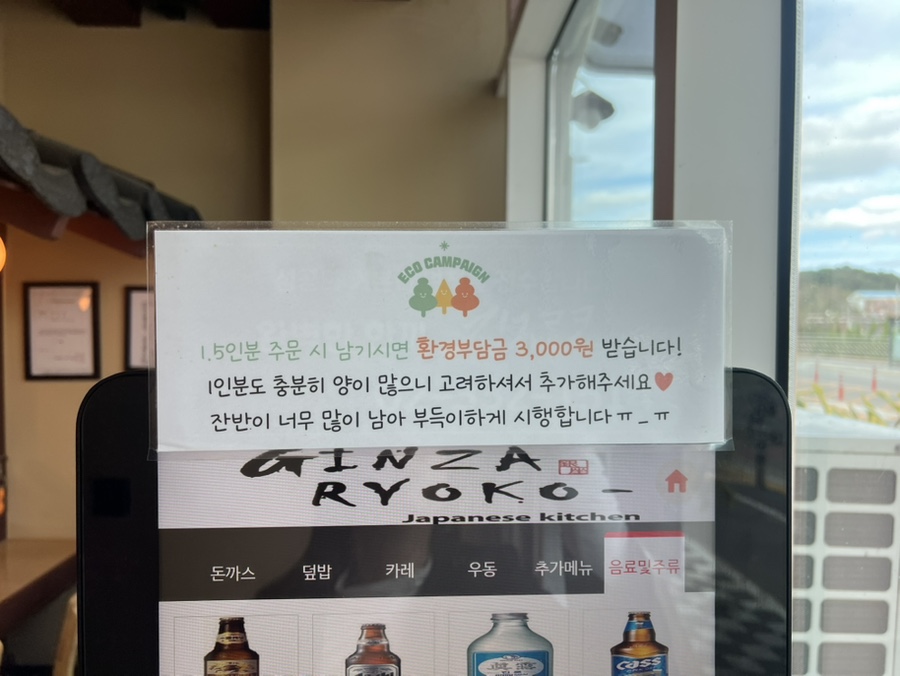 ECO CAMPAIGN
1.5인분 주문 시 남기시면 환경부담금 3,000원 받습니다!
1인분도 충분히 양이 많으니 고려하셔서 추가해주세요♥
잔반이 너무 많이 남아 부득이하게 시행합니다ㅠ_ㅠ
GINZA
RYOKO-
Japanese kitchen
돈까스 덮밥 카레 우동 추가메뉴 음료및주류
Cass